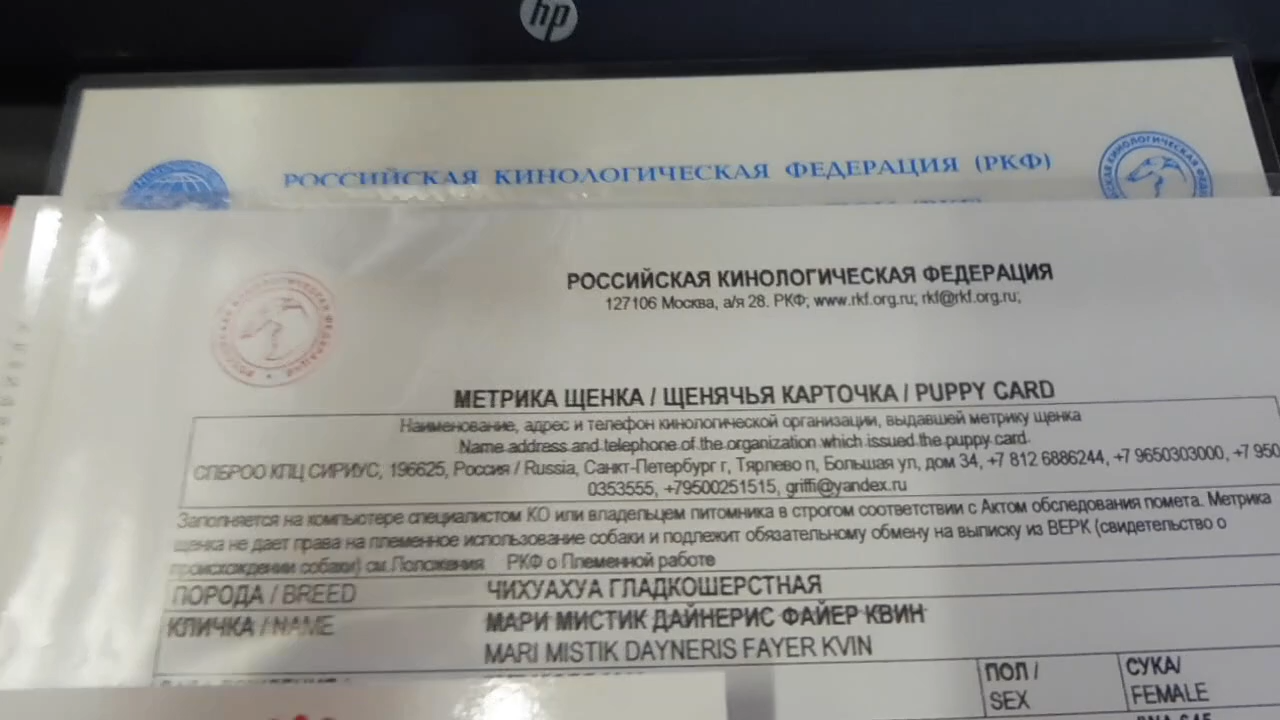 hp
РОССИЙСКАЯ КИНОЛОГИЧЕСКАЯ ФЕДЕРАЦИЯ (РКФ)
РОССИЙСКАЯ КИНОЛОГИЧЕСКАЯ ФЕДЕРАЦИЯ
127106 Москва, а/я 28. РКФ; www.rkf.org.ru; rkf@rkf.org.ru;
МЕТРИКА ЩЕНКА / ЩЕНЯЧЬЯ КАРТОЧКА / PUPPY CARD
Наименование, адрес и телефон кинологической организации, выдавшей метрику щенка
Name address and telephone of the organization which issued the puppy card
СПБРОО КПЦ СИРИУС, 196625, Россия / Russia, Санкт-Петербург г, Тярлево п, Большая ул, дом 34, +7 812 6886244, +7 9650303000, +7 950
0353555, +79500251515, griffi@yandex.ru
Заполняется на компьютере специалистом КО или владельцем питомника в строгом соответствии с Актом обследования помета. Метрика
щенка не дает права на племенное использование собаки и подлежит обязательному обмену на выписку из ВЕРК (свидетельство о
происхождении собаки) см.Положения РКФ о Племенной работе
ПОРОДА / BREED ЧИХУАХУА ГЛАДКОШЕРСТНАЯ
КЛИЧКА / NAME МАРИ МИСТИК ДАЙНЕРИС ФАЙЕР КВИН
MARI MISTIK DAYNERIS FAYER KVIN
ПОЛ / СУКА/
SEX FEMALE